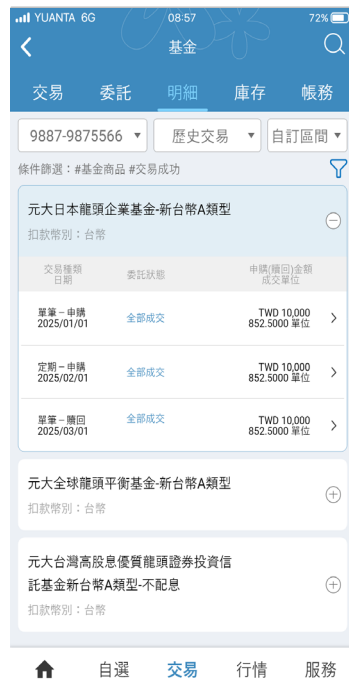 YUANTA 6G 08:57 72%
基金
交易 委託 明細 庫存 帳務
9887-9875566 歷史交易 自訂區間
條件篩選：#基金商品 #交易成功
元大日本龍頭企業基金-新台幣A類型
扣款幣別：台幣
交易種類 委託狀態 申購(贖回)金額
日期 成交單位
單筆－申購 全部成交 TWD 10,000
2025/01/01 852.5000 單位
定期－申購 全部成交 TWD 10,000
2025/02/01 852.5000 單位
單筆－贖回 全部成交 TWD 10,000
2025/03/01 852.5000 單位
元大全球龍頭平衡基金-新台幣A類型
扣款幣別：台幣
元大台灣高股息優質龍頭證券投資信
託基金新台幣A類型-不配息
扣款幣別：台幣
自選 交易 行情 服務